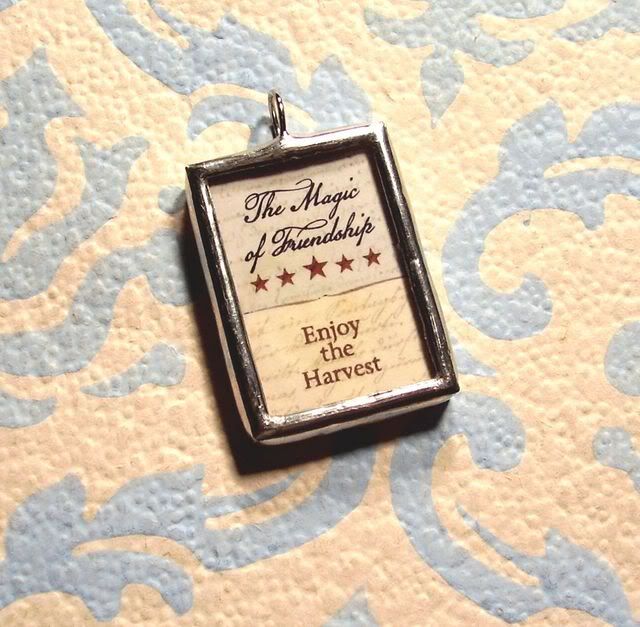 The Magic
of Friendship
Enjoy
the
Harvest